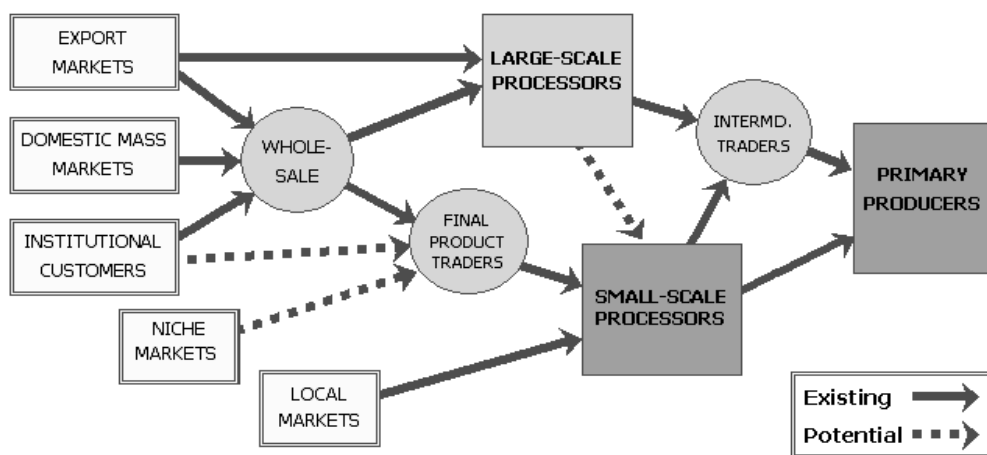 EXPORT
MARKETS
DOMESTIC MASS
MARKETS
INSTITUTIONAL
CUSTOMERS
NICHE
MARKETS
LOCAL
MARKETS
WHOLE-
SALE
FINAL
PRODUCT
TRADERS
LARGE-SCALE
PROCESSORS
SMALL-SCALE
PROCESSORS
INTERMD.
TRADERS
PRIMARY
PRODUCERS
Existing
Potential